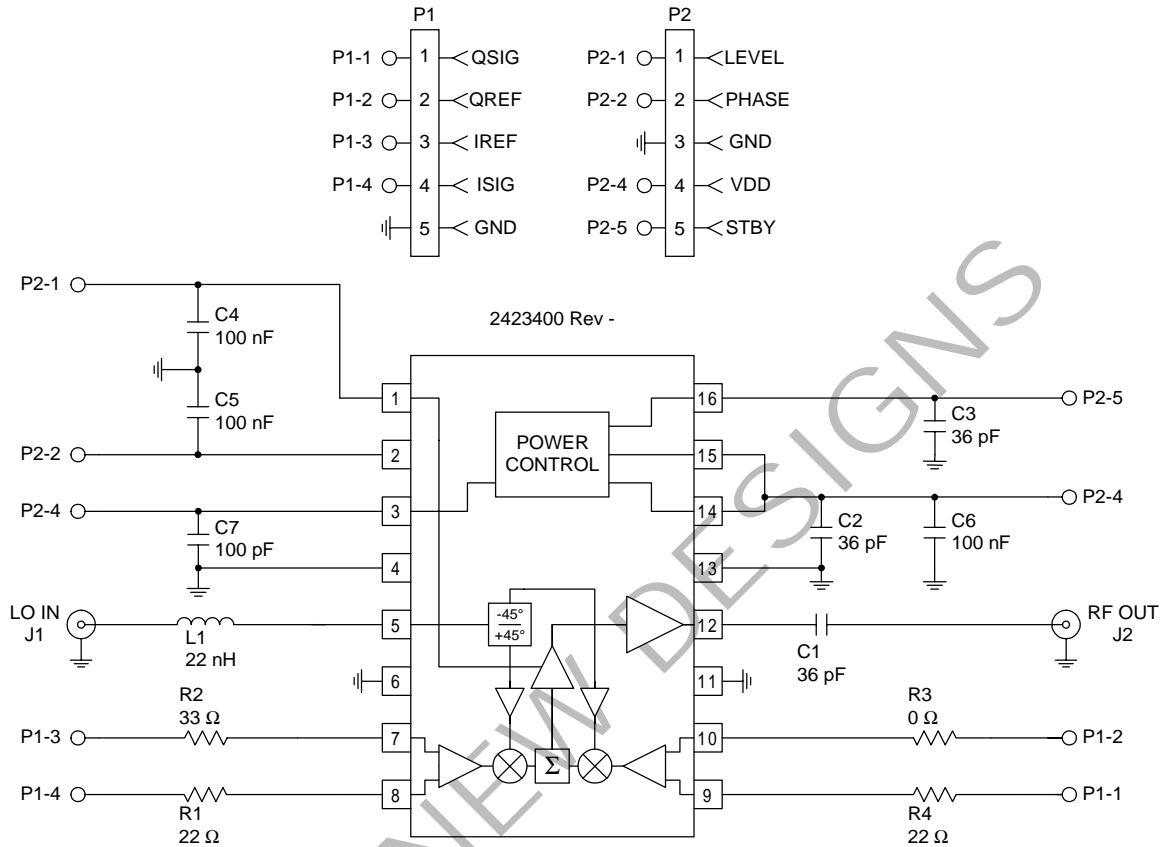 P1
P2
P1-1 1 QSIG
P2-1 1 LEVEL
P1-2 2 QREF
P2-2 2 PHASE
P1-3 3 IREF
3 GND
P1-4 4 ISIG
P2-4 4 VDD
5 GND
P2-5 5 STBY
P2-1
C4
100 nF
2423400 Rev -
C5
100 nF
1
16
P2-5
C3
36 pF
P2-2
2
POWER
CONTROL
15
P2-4
3
14
P2-4
C7
100 pF
C2
36 pF
C6
100 nF
4
13
LO IN
J1
L1
22 nH
5
-45°
+45°
12
C1
36 pF
RF OUT
J2
6
11
R2
33 Ω
R3
0 Ω
P1-3
7
10
P1-2
Σ
P1-4
8
9
P1-1
R1
22 Ω
R4
22 Ω
NEW DESIGNS